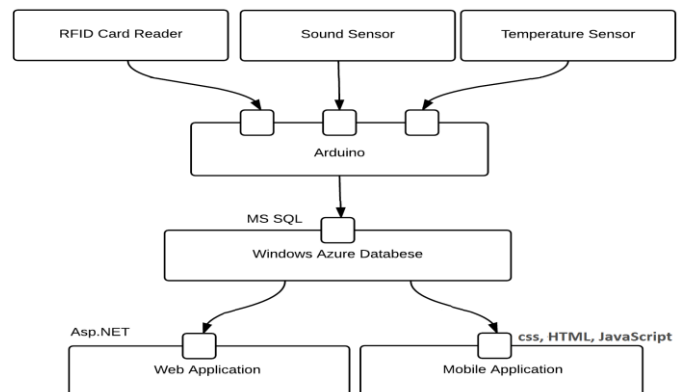 RFID Card Reader
Sound Sensor
Temperature Sensor
Arduino
MS SQL
Windows Azure Databese
Asp.NET
css, HTML, JavaScript
Web Application
Mobile Application